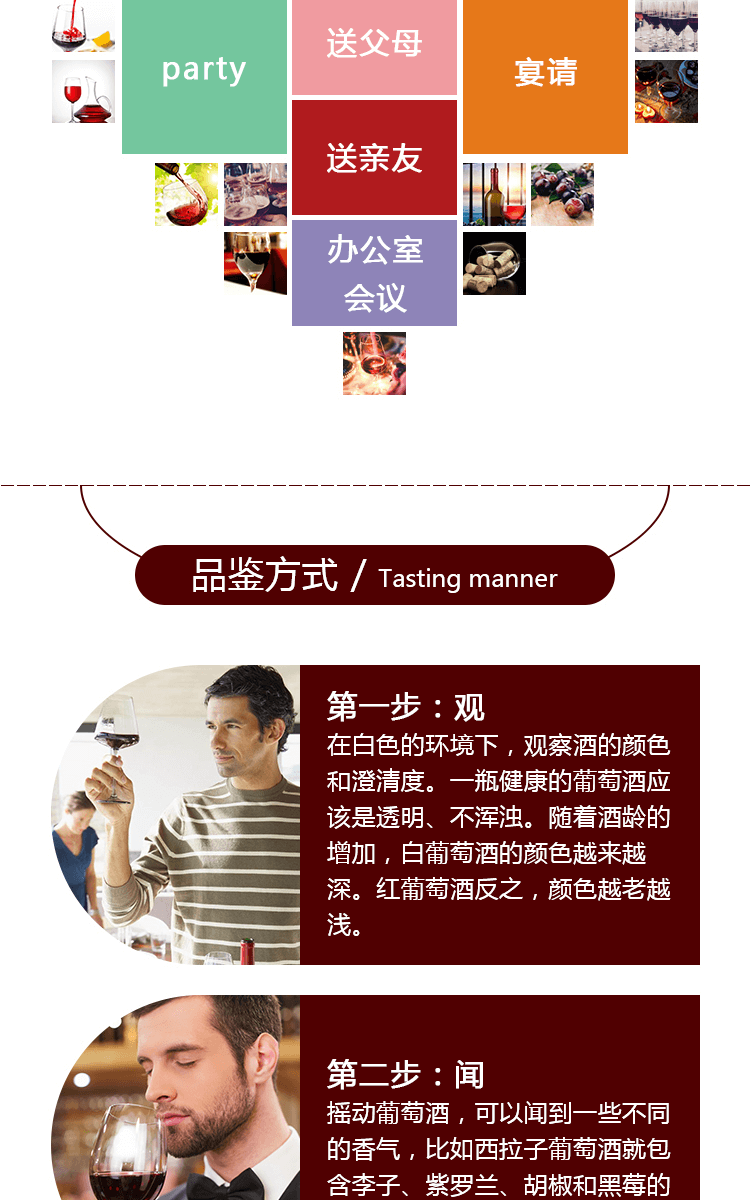 party
送父母
宴请
送亲友
办公室
会议
品鉴方式 / Tasting manner
第一步：观
在白色的环境下，观察酒的颜色
和澄清度。一瓶健康的葡萄酒应
该是透明、不浑浊。随着酒龄的
增加，白葡萄酒的颜色越来越
深。红葡萄酒反之，颜色越老越
浅。
第二步：闻
摇动葡萄酒，可以闻到一些不同
的香气，比如西拉子葡萄酒就包
含李子、紫罗兰、胡椒和黑莓的